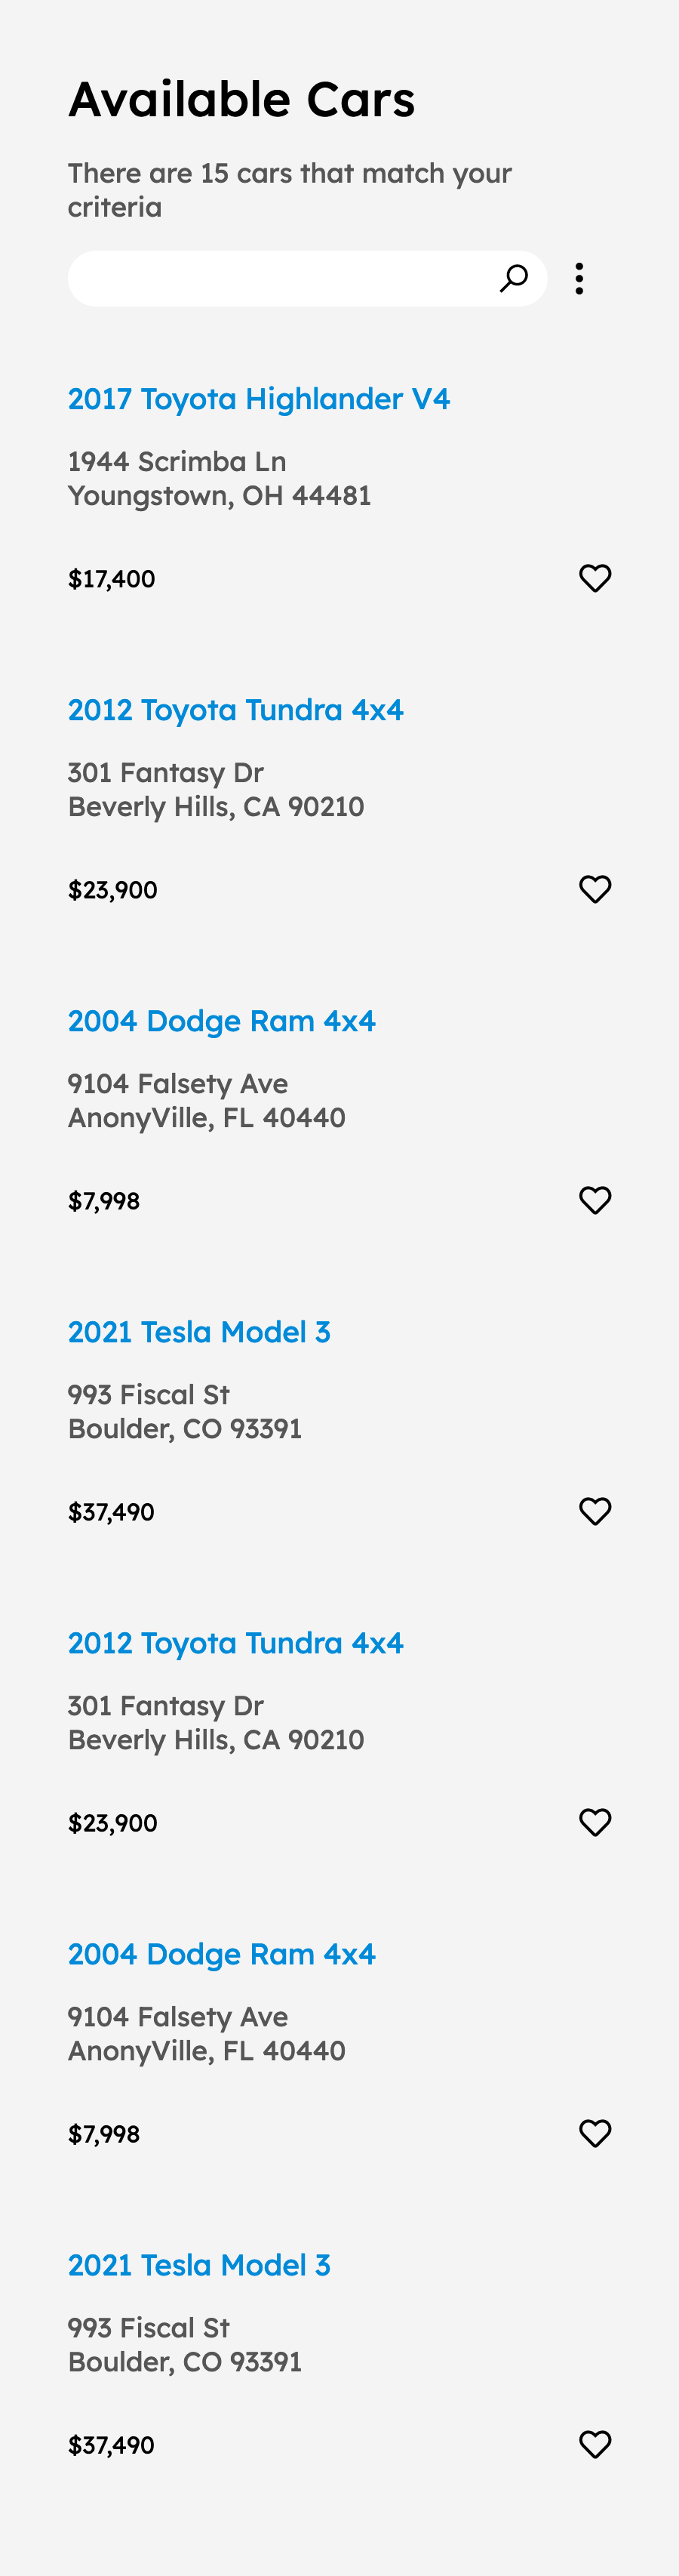 Available Cars
There are 15 cars that match your
criteria
2017 Toyota Highlander V4
1944 Scrimba Ln
Youngstown, OH 44481
$17,400
2012 Toyota Tundra 4x4
301 Fantasy Dr
Beverly Hills, CA 90210
$23,900
2004 Dodge Ram 4x4
9104 Falsety Ave
AnonyVille, FL 40440
$7,998
2021 Tesla Model 3
993 Fiscal St
Boulder, CO 93391
$37,490
2012 Toyota Tundra 4x4
301 Fantasy Dr
Beverly Hills, CA 90210
$23,900
2004 Dodge Ram 4x4
9104 Falsety Ave
AnonyVille, FL 40440
$7,998
2021 Tesla Model 3
993 Fiscal St
Boulder, CO 93391
$37,490